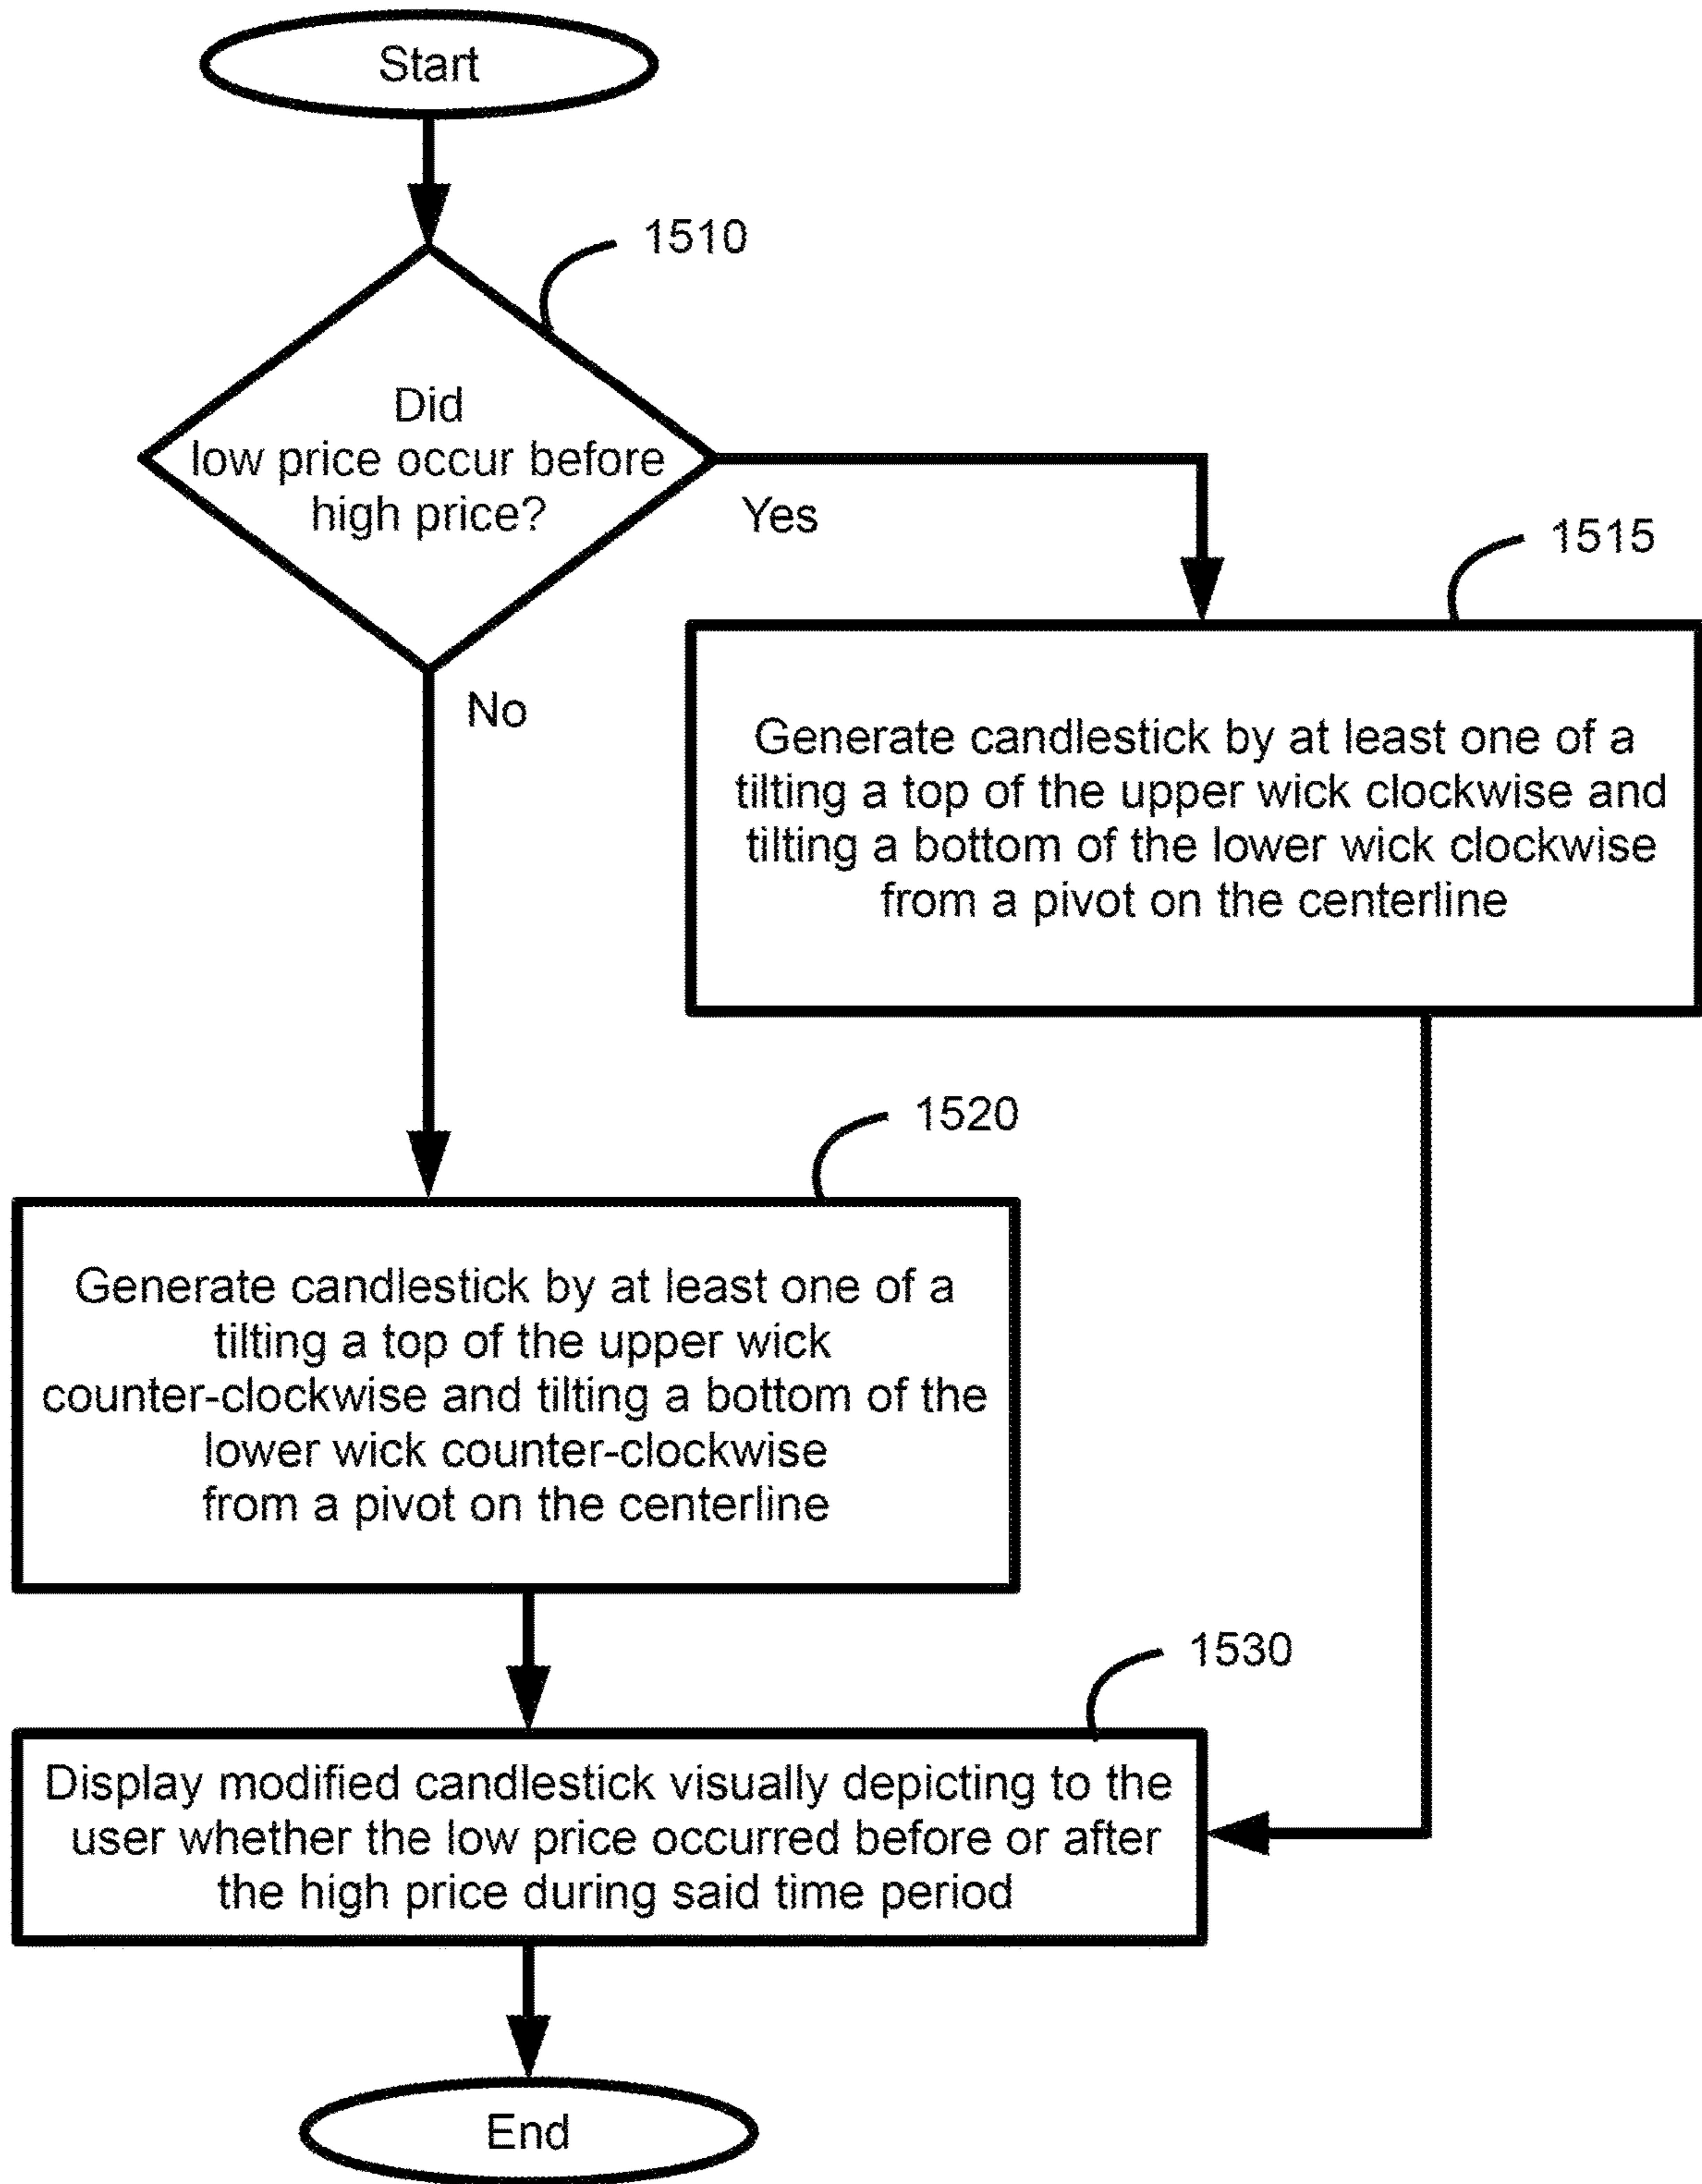 Start
1510
Did
low price occur before
high price?
Yes
No
1515
Generate candlestick by at least one of a
tilting a top of the upper wick clockwise and
tilting a bottom of the lower wick clockwise
from a pivot on the centerline
1520
Generate candlestick by at least one of a
tilting a top of the upper wick
counter-clockwise and tilting a bottom of the
lower wick counter-clockwise
from a pivot on the centerline
1530
Display modified candlestick visually depicting to the
user whether the low price occurred before or after
the high price during said time period
End